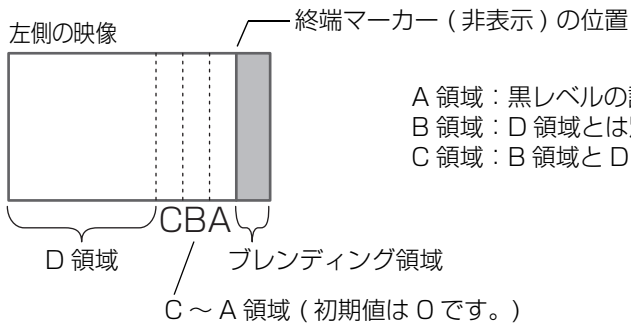 終端マーカー ( 非表示 ) の位置
左側の映像
A 領域：黒レベルの
B 領域：D 領域とは
C 領域：B 領域と D
CBA
D 領域
ブレンディング領域
C ～ A 領域 ( 初期値は 0 です。)